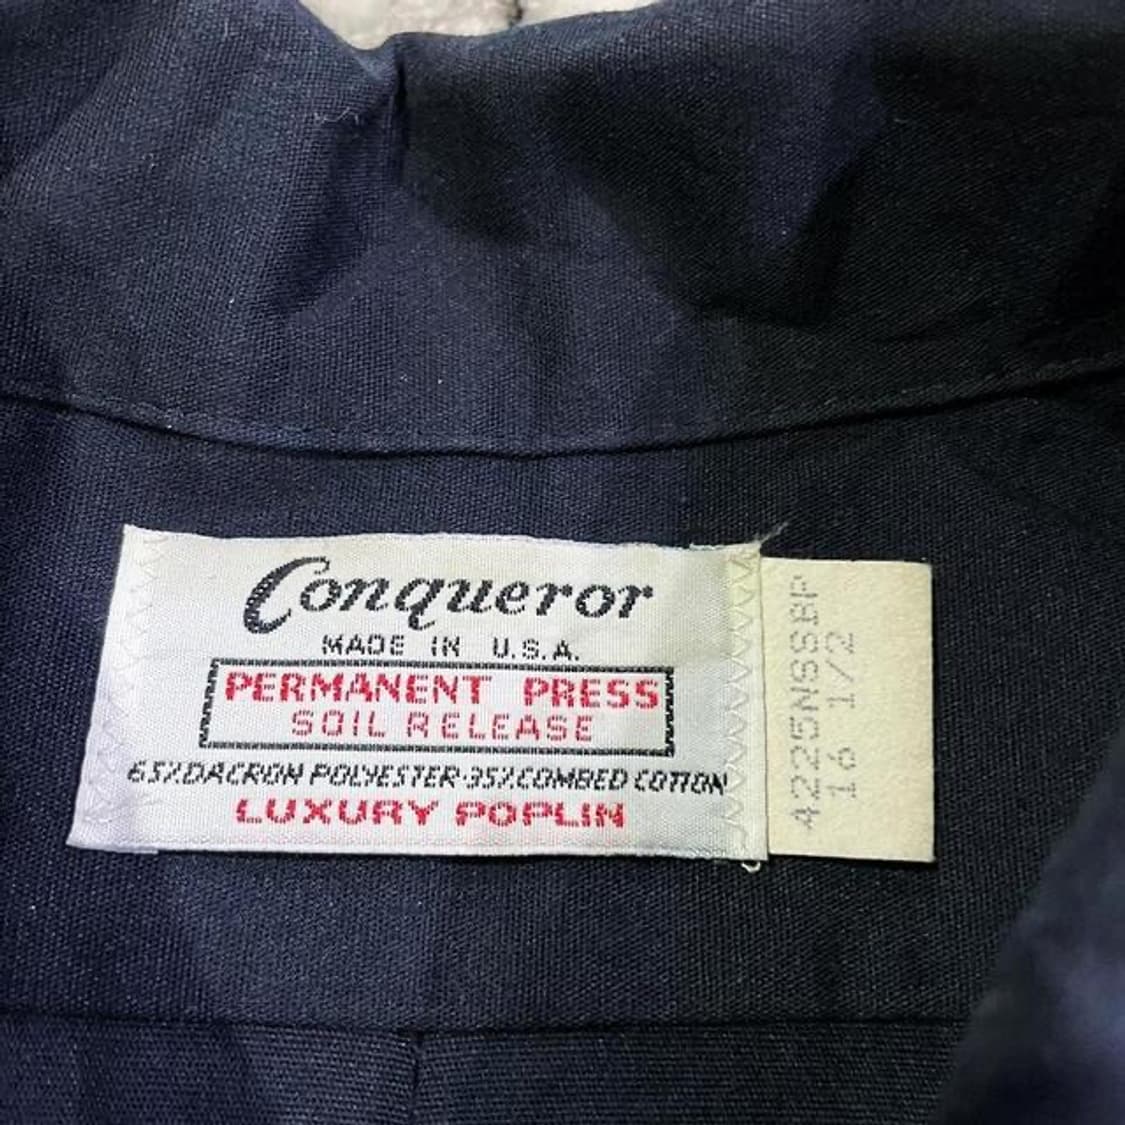 Conqueror
MADE IN U.S.A.
PERMANENT PRESS
SOIL RELEASE
65%.DACRON POLYESTER·35%.COMBED COTTON
LUXURY POPLIN
4225NSSBP
16 1/2